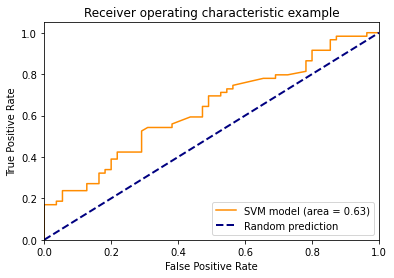 Receiver operating characteristic example
True Positive Rate
1.0
0.8
0.6
0.4
0.2
0.0
SVM model (area = 0.63)
Random prediction
0.0 0.2 0.4 0.6 0.8 1.0
False Positive Rate